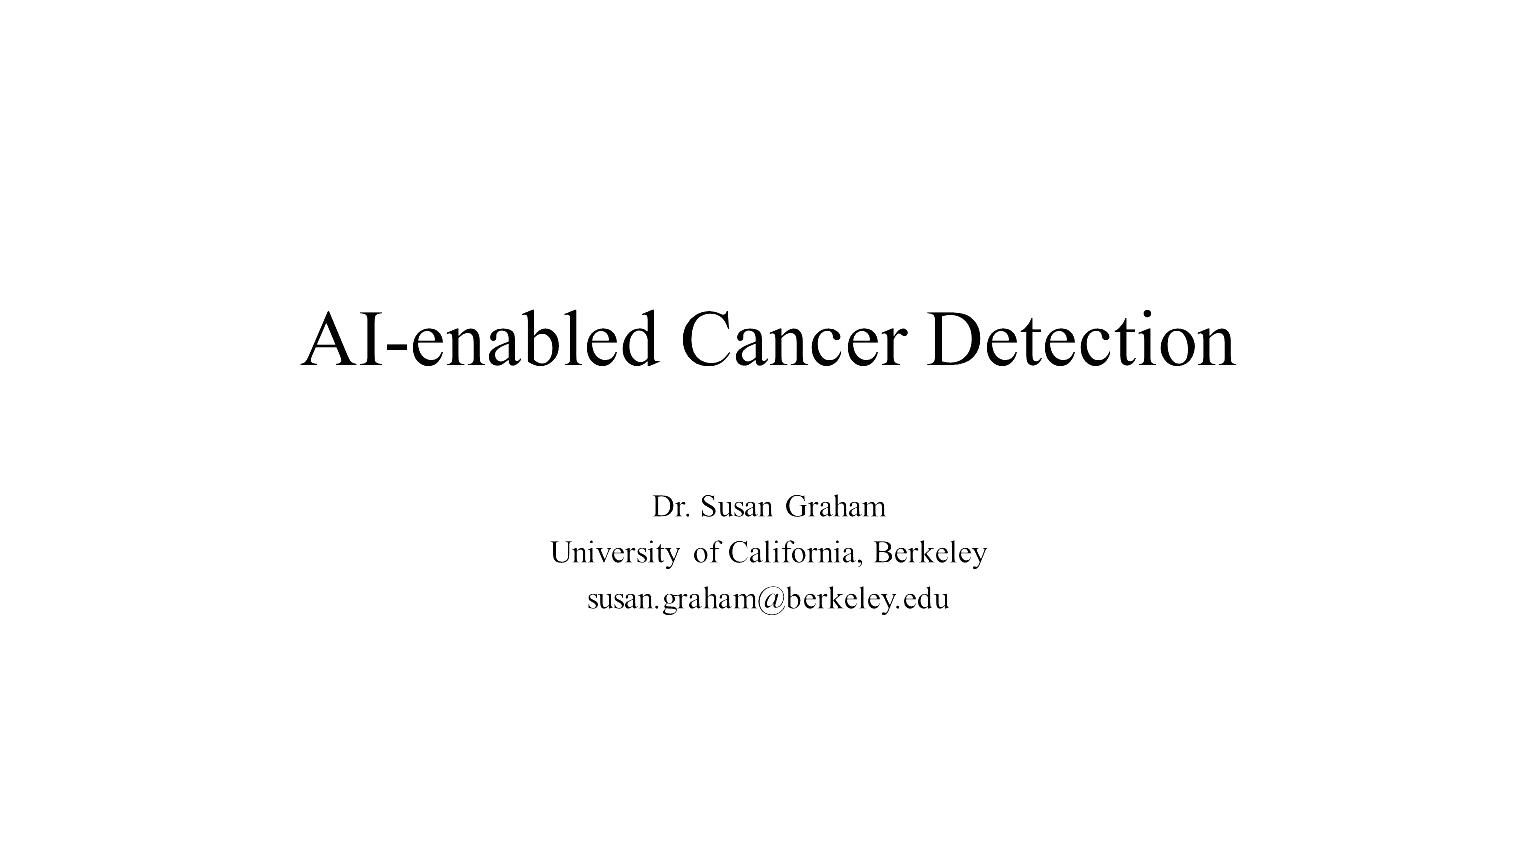 AI-enabled Cancer Detection
Dr. Susan Graham
University of California, Berkeley
susan.graham@berkeley.edu